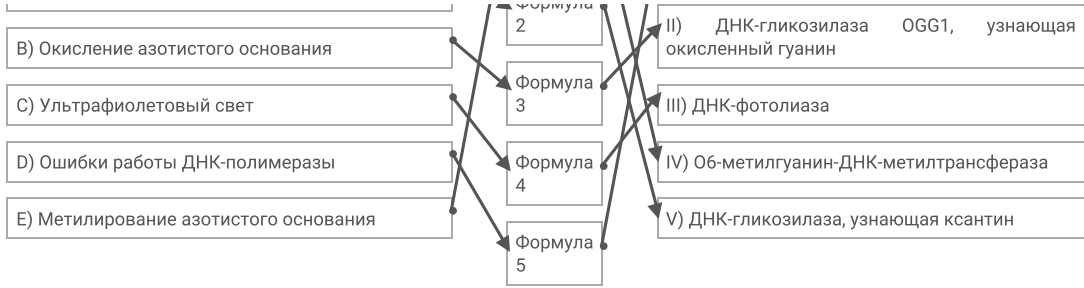 B) Окисление азотистого основания
C) Ультрафиолетовый свет
D) Ошибки работы ДНК-полимеразы
E) Метилирование азотистого основания
Формула
2
Формула
3
Формула
4
Формула
5
II) ДНК-гликозилаза OGG1, узнающая
окисленный гуанин
III) ДНК-фотолиаза
IV) О6-метилгуанин-ДНК-метилтрансфераза
V) ДНК-гликозилаза, узнающая ксантин